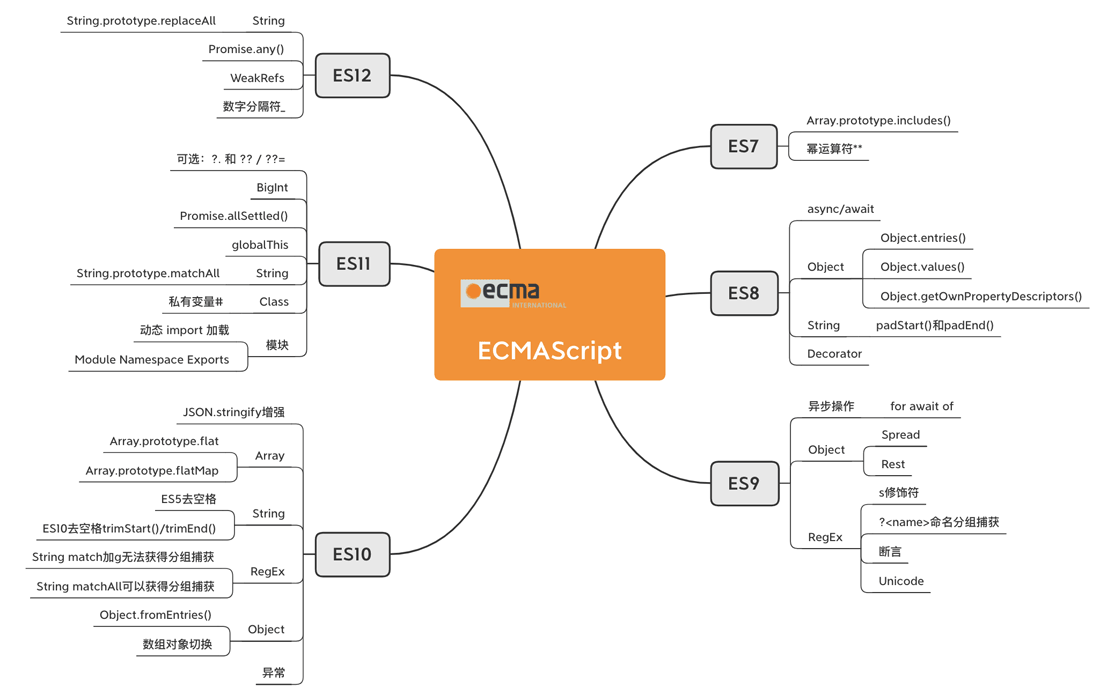 ecma
INTERNATIONAL
ECMAScript
ES7
Array.prototype.includes()
幂运算符**
ES8
async/await
Object
Object.entries()
Object.values()
Object.getOwnPropertyDescriptors()
String
padStart()和padEnd()
Decorator
ES9
异步操作
for await of
Object
Spread
Rest
RegEx
s修饰符
?<name>命名分组捕获
断言
Unicode
ES10
JSON.stringify增强
Array
Array.prototype.flat
Array.prototype.flatMap
String
ES5去空格
ES10去空格trimStart()/trimEnd()
RegEx
String match加g无法获得分组捕获
String matchAll可以获得分组捕获
Object
Object.fromEntries()
数组对象切换
异常
ES11
可选：?. 和 ?? / ??=
BigInt
Promise.allSettled()
globalThis
String
String.prototype.matchAll
Class
私有变量#
模块
动态 import 加载
Module Namespace Exports
ES12
String
String.prototype.replaceAll
Promise.any()
WeakRefs
数字分隔符_